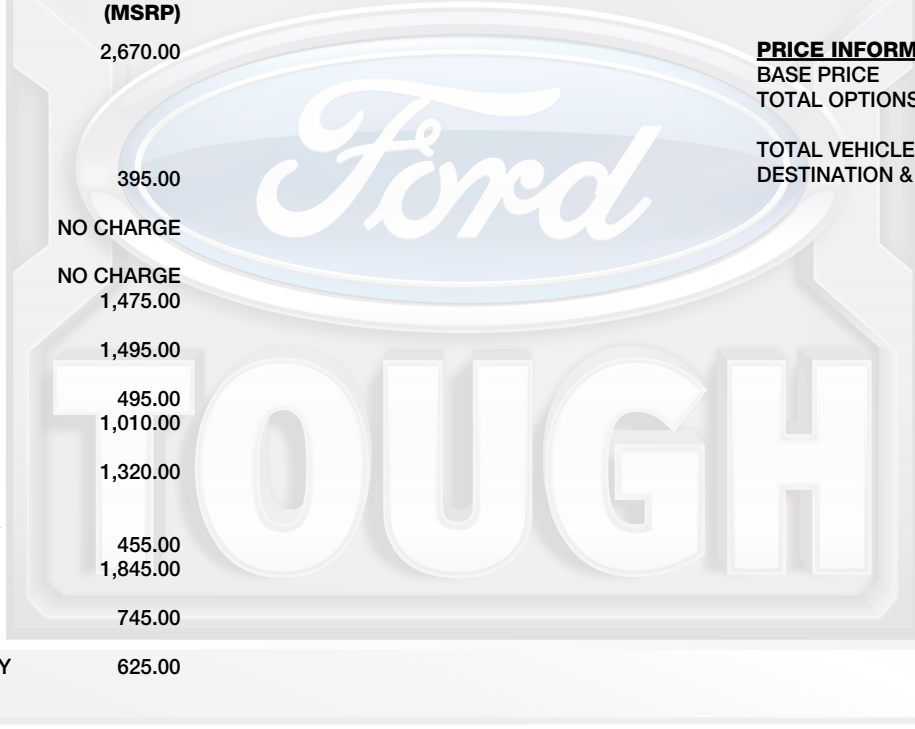 (MSRP)
2,670.00
395.00
NO CHARGE
NO CHARGE
1,475.00
1,495.00
495.00
1,010.00
1,320.00
455.00
1,845.00
745.00
Y 625.00
PRICE INFORM
BASE PRICE
TOTAL OPTIONS
TOTAL VEHICLE
DESTINATION &
Ford
TOUGH